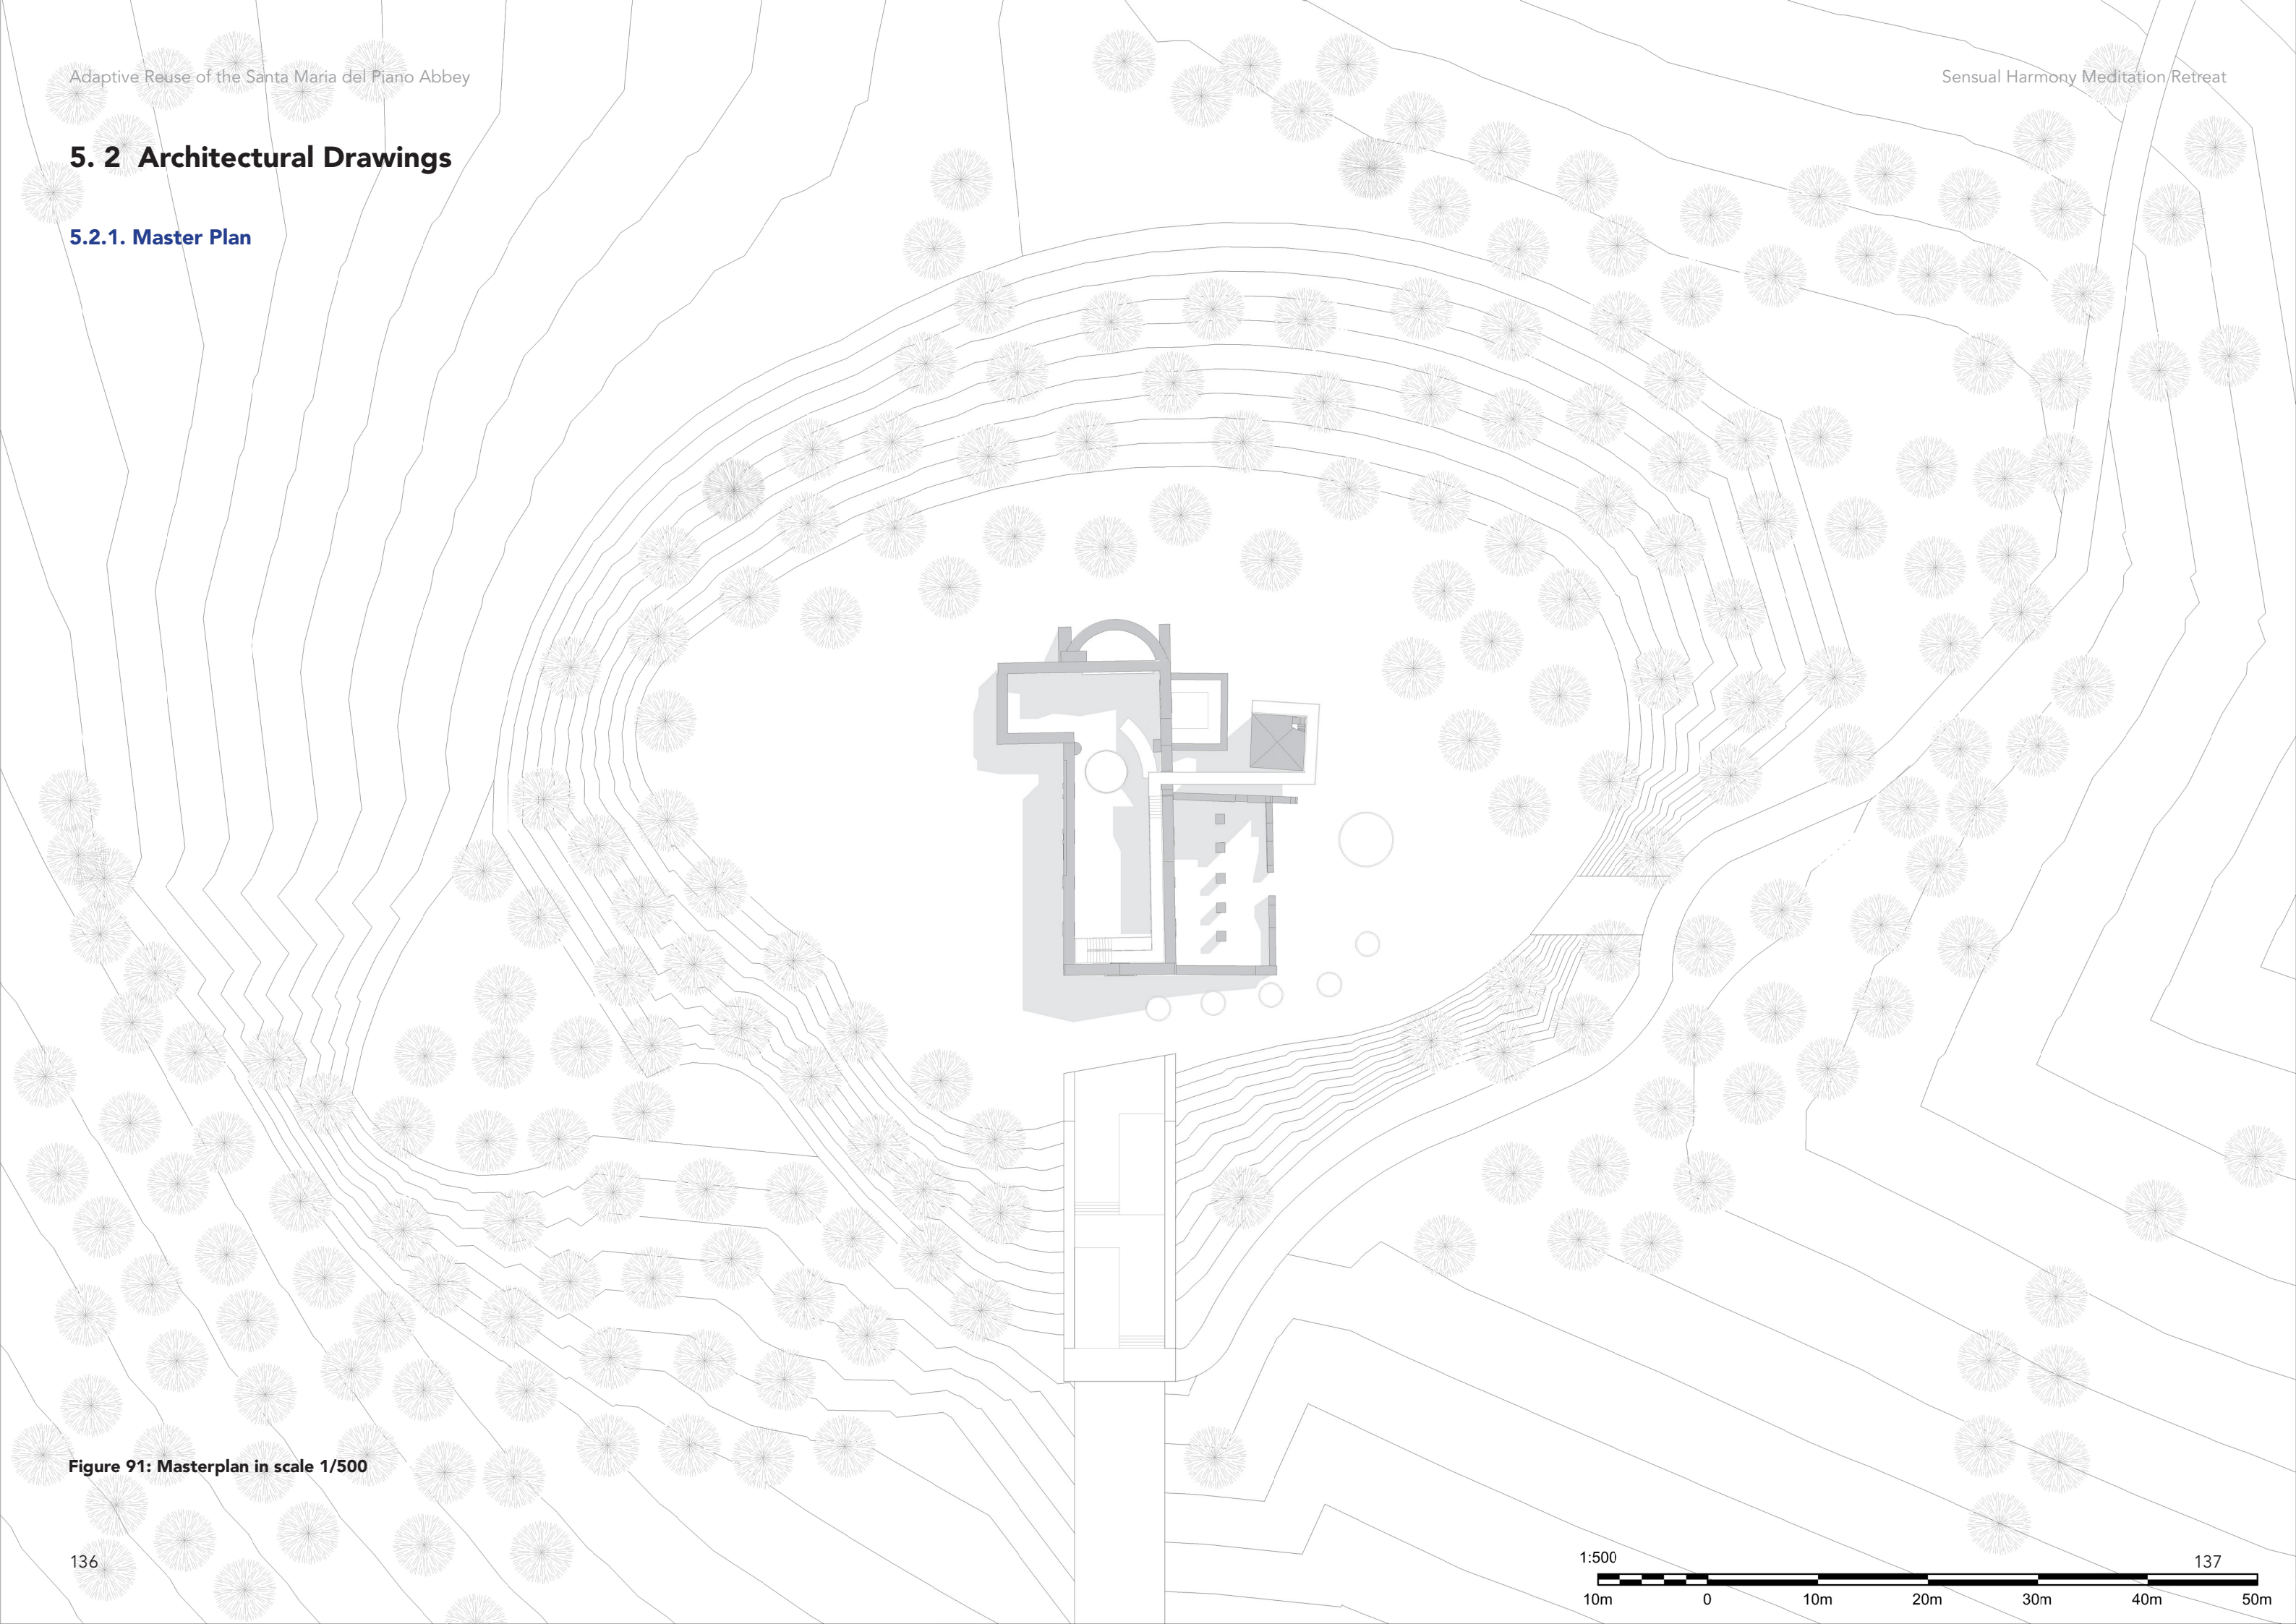 Adaptive Reuse of the Santa Maria del Piano Abbey
Sensual Harmony Meditation Retreat
5. 2 Architectural Drawings
5.2.1. Master Plan
Figure 91: Masterplan in scale 1/500
136
1:500
137
10m 0 10m 20m 30m 40m 50m